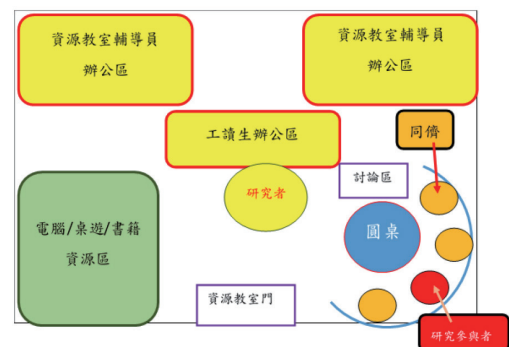 資源教室輔導員
辦公區
資源教室輔導員
辦公區
工讀生辦公區
同儕
研究者
討論區
電腦/桌遊/書籍
資源區
圓桌
資源教室門
研究參與者